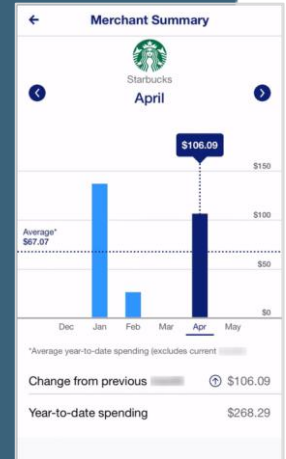 Merchant Summary
Starbucks
April
$106.09
$150
$100
Average*
$67.07
$50
$0
Dec Jan Feb Mar Apr May
*Average year-to-date spending (excludes current
Change from previous $106.09
Year-to-date spending $268.29